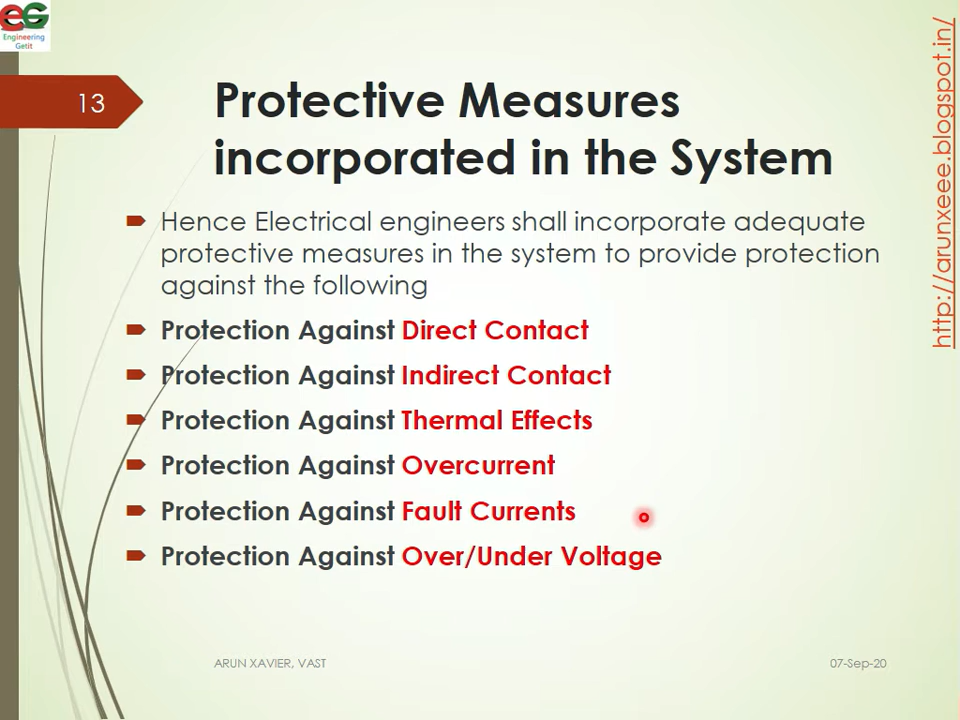 EG
Engineering
Getit
13
Protective Measures
incorporated in the System
Hence Electrical engineers shall incorporate adequate
protective measures in the system to provide protection
against the following
Protection Against Direct Contact
Protection Against Indirect Contact
Protection Against Thermal Effects
Protection Against Overcurrent
Protection Against Fault Currents
Protection Against Over/Under Voltage
ARUN XAVIER, VAST
07-Sep-20
http://arunxeee.blogspot.in/